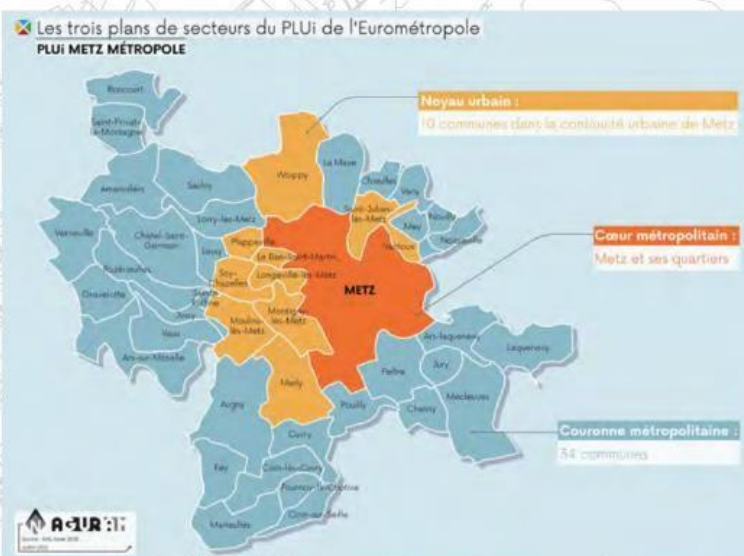 Les trois plans de secteurs du PLUi de l'Eurométropole
PLUi METZ MÉTROPOLE
Noyau urbain :
10 communes dans la continuité urbaine de Metz
Cœur métropolitain :
Metz et ses quartiers
Couronne métropolitaine :
34 communes
Roncourt
Saint-Privat-
la-Montagne
Amanvillers
Saulny
Woippy
La Maxe
Chieulles
Vany
Saint-Julien-
les-Metz
Mey
Nouilly
Noisseville
Vantoux
Lorry-les-Metz
Plappeville
Le Ban-Saint-Martin
Longeville-lès-Metz
Lessy
Scy-
Chazelles
Châtel-Saint-
Germain
Verneville
Rozérieulles
Gravelotte
Sainte-
Ruffine
Jussy
Vaux
Ars-sur-Moselle
Moulins-
lès-Metz
Montigny-
lès-Metz
METZ
Marly
Augny
Cuvry
Pouilly
Peltre
Ars-Laquenexy
Laquenexy
Jury
Mécleuves
Chesny
Féy
Coin-lès-Cuvry
Pournoy-la-Chétive
Coin-sur-Seille
Marieulles